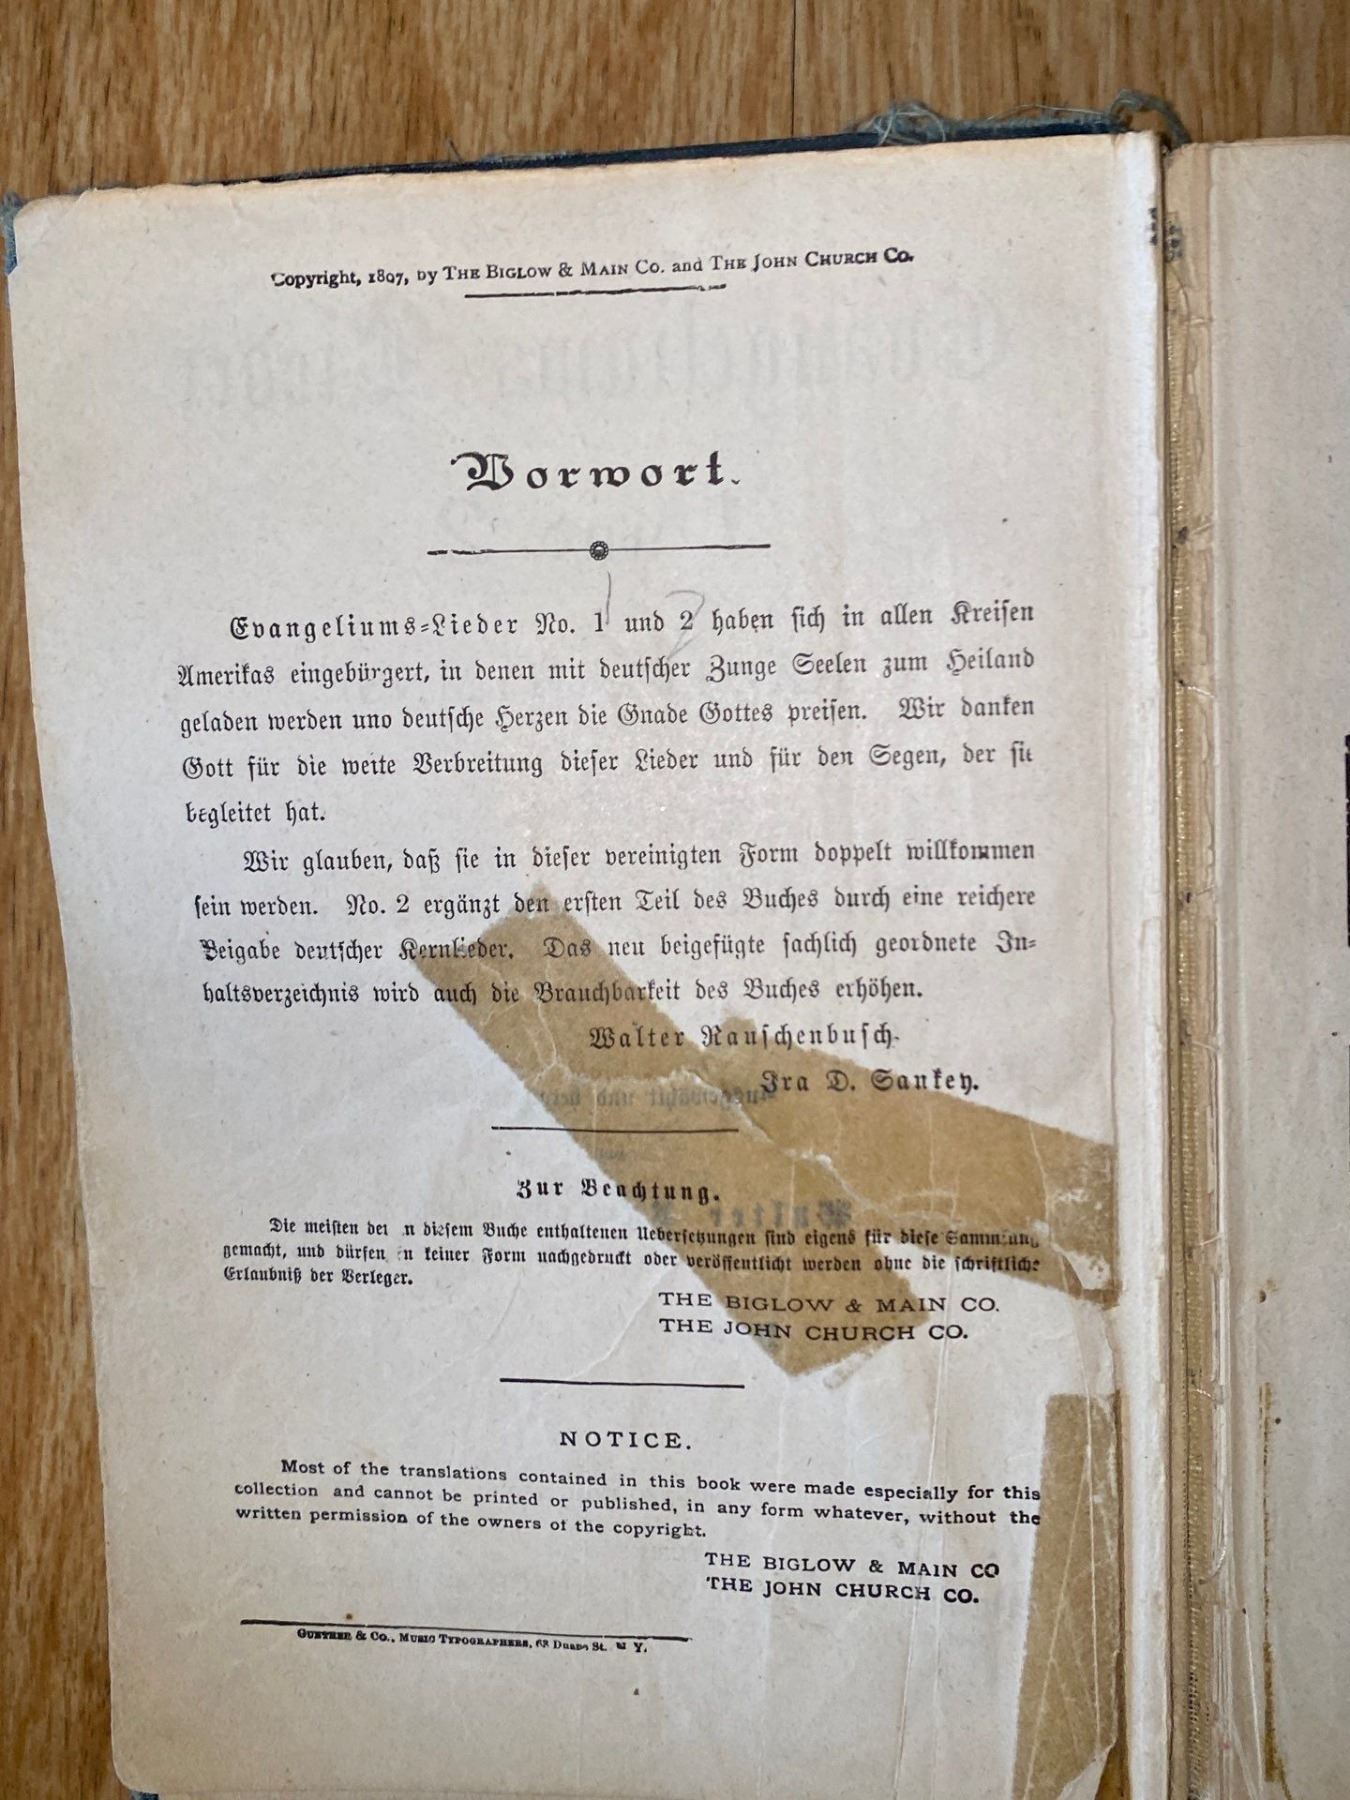 Copyright, 1897, by THE BIGLOW & MAIN CO. and THE JOHN CHURCH CO.
Vorwort.
Evangeliums=Lieder No. 1 und 2 haben sich in allen Kreisen
Amerikas eingebürgert, in denen mit deutscher Zunge Seelen zum Heiland
geladen werden und deutsche Herzen die Gnade Gottes preisen. Wir danken
Gott für die weite Verbreitung dieser Lieder und für den Segen, der sie
begleitet hat.
Wir glauben, daß sie in dieser vereinigten Form doppelt willkommen
sein werden. No. 2 ergänzt den ersten Teil des Buches durch eine reichere
Beigabe deutscher Kernlieder. Das neu beigefügte sachlich geordnete In=
haltsverzeichnis wird auch die Brauchbarkeit des Buches erhöhen.
Walter Rauschenbusch.
Ira D. Sankey.
Zur Beachtung.
Die meisten der in diesem Buche enthaltenen Uebersetzungen sind eigens für diese Sammlung
gemacht, und dürfen in keiner Form nachgedruckt oder veröffentlicht werden ohne die schriftliche
Erlaubniß der Verleger.
THE BIGLOW & MAIN CO.
THE JOHN CHURCH CO.
NOTICE.
Most of the translations contained in this book were made especially for this
collection and cannot be printed or published, in any form whatever, without the
written permission of the owners of the copyright.
THE BIGLOW & MAIN CO
THE JOHN CHURCH CO.
& CO., MUSIC TYPOGRAPHERS, St. N Y.